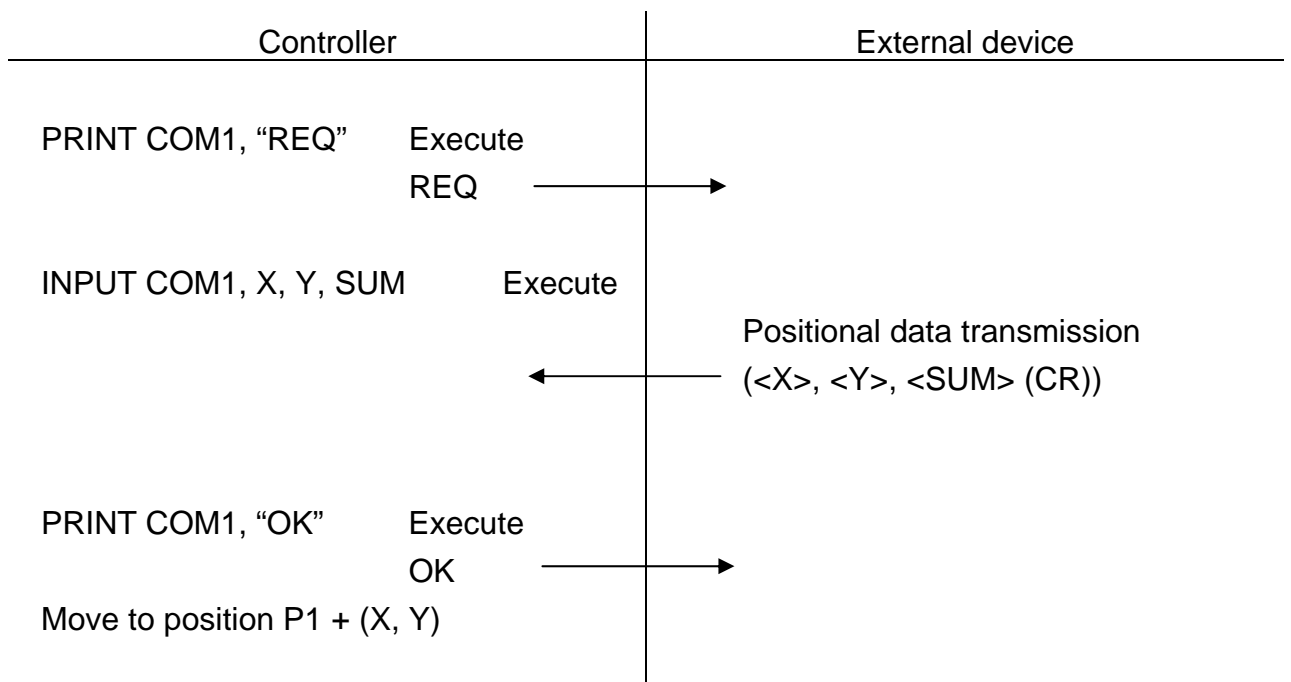 Controller External device
PRINT COM1, “REQ” Execute
REQ
INPUT COM1, X, Y, SUM Execute
Positional data transmission
(<X>, <Y>, <SUM> (CR))
PRINT COM1, “OK” Execute
OK
Move to position P1 + (X, Y)